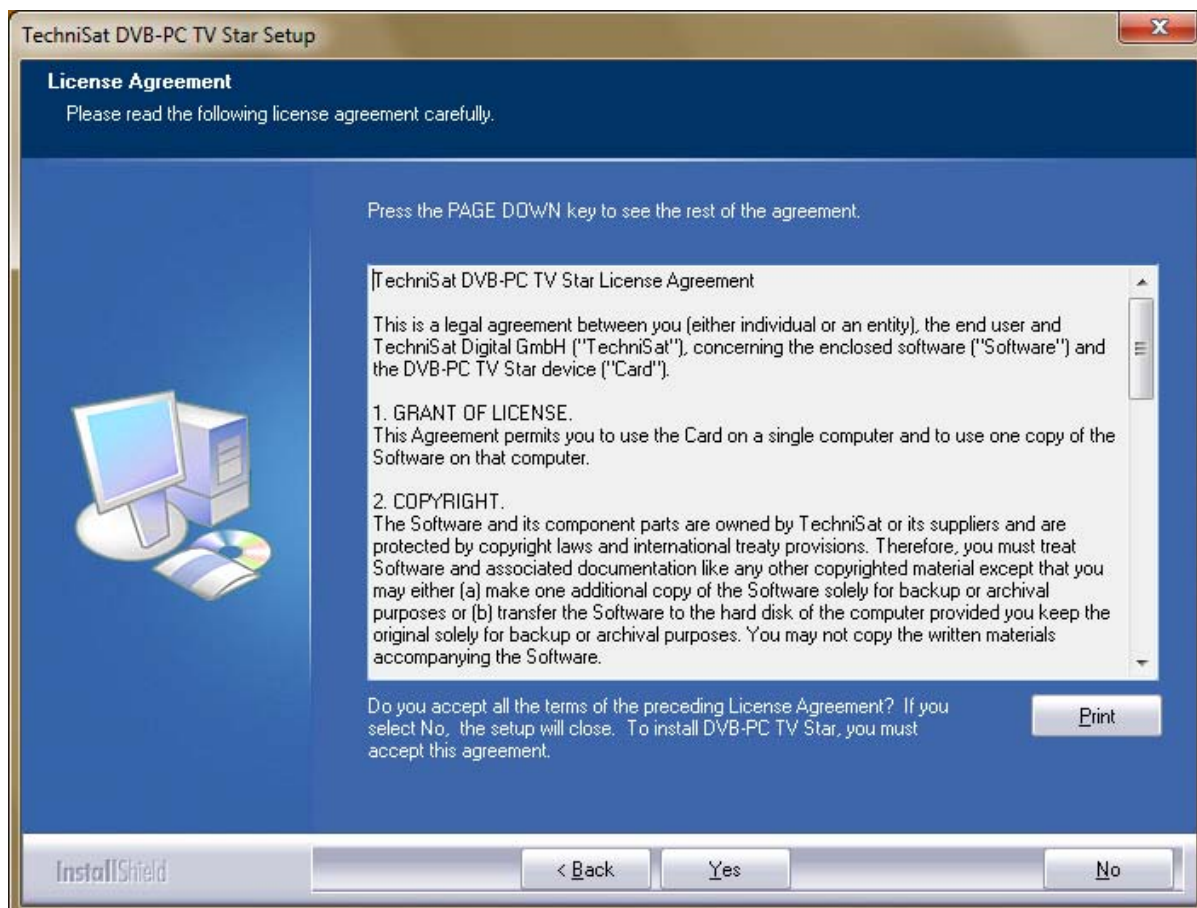 TechniSat DVB-PC TV Star Setup
License Agreement
Please read the following license agreement carefully.
Press the PAGE DOWN key to see the rest of the agreement.
TechniSat DVB-PC TV Star License Agreement
This is a legal agreement between you (either individual or an entity), the end user and
TechniSat Digital GmbH ("TechniSat"), concerning the enclosed software ("Software") and
the DVB-PC TV Star device ("Card").
1. GRANT OF LICENSE.
This Agreement permits you to use the Card on a single computer and to use one copy of the
Software on that computer.
2. COPYRIGHT.
The Software and its component parts are owned by TechniSat or its suppliers and are
protected by copyright laws and international treaty provisions. Therefore, you must treat
Software and associated documentation like any other copyrighted material except that you
may either (a) make one additional copy of the Software solely for backup or archival
purposes or (b) transfer the Software to the hard disk of the computer provided you keep the
original solely for backup or archival purposes. You may not copy the written materials
accompanying the Software.
Do you accept all the terms of the preceding License Agreement? If you
select No, the setup will close. To install DVB-PC TV Star, you must
accept this agreement.
Print
InstallShield
< Back
Yes
No